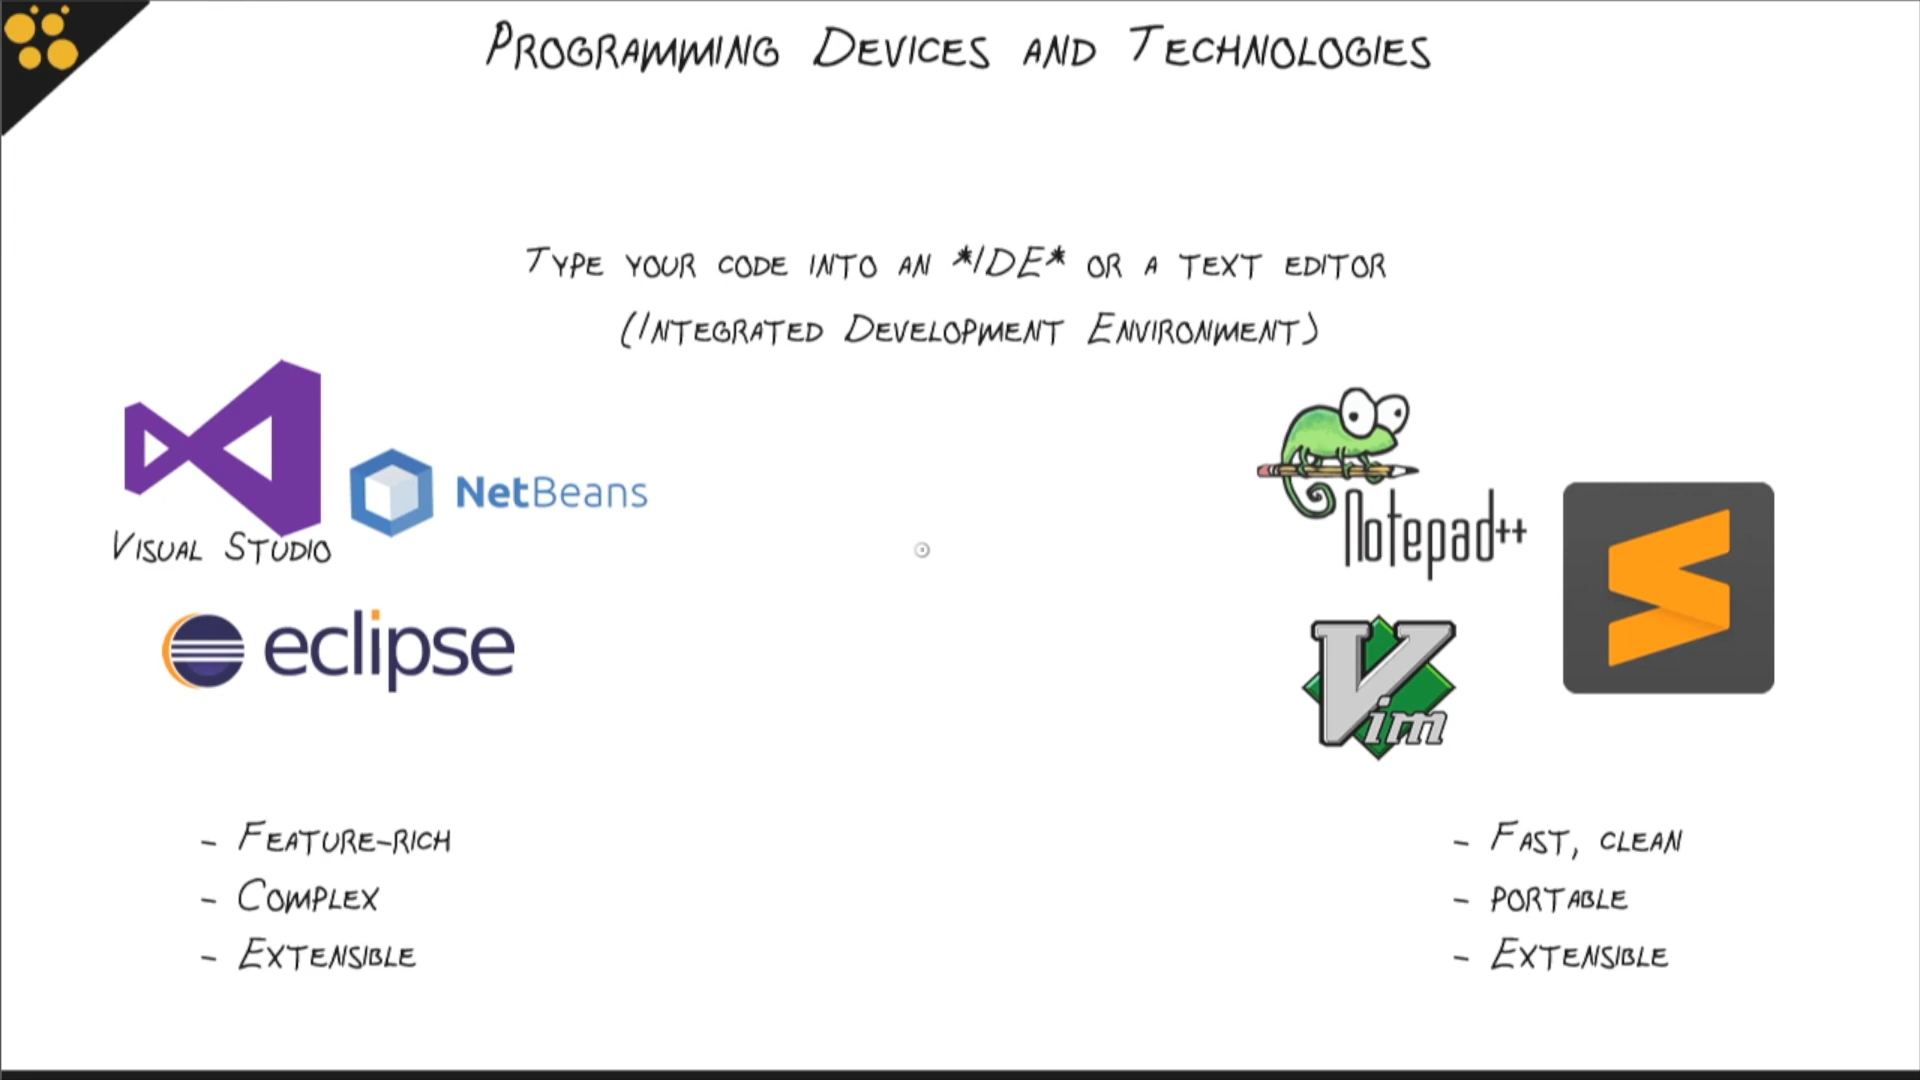 Programming Devices and Technologies
Type your code into an *IDE* or a text editor
(Integrated Development Environment)
Visual Studio
NetBeans
eclipse
Notepad++
Vim
- Feature-rich
- Complex
- Extensible
- Fast, clean
- portable
- Extensible